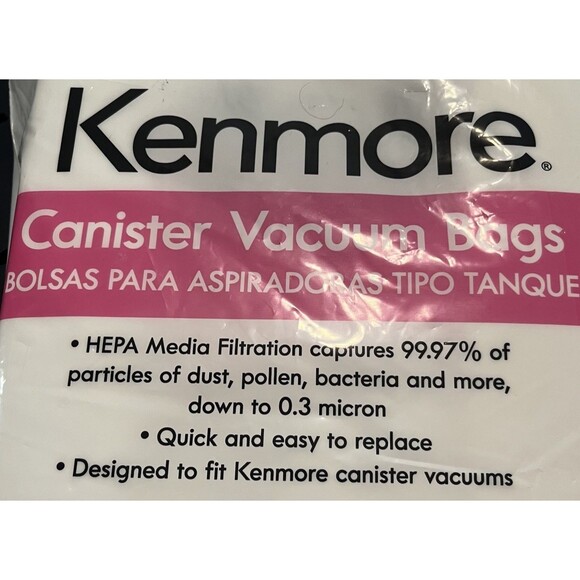 Kenmore®
Canister Vacuum Bags
BOLSAS PARA ASPIRADORAS TIPO TANQUE
• HEPA Media Filtration captures 99.97% of
particles of dust, pollen, bacteria and more,
down to 0.3 micron
• Quick and easy to replace
• Designed to fit Kenmore canister vacuums